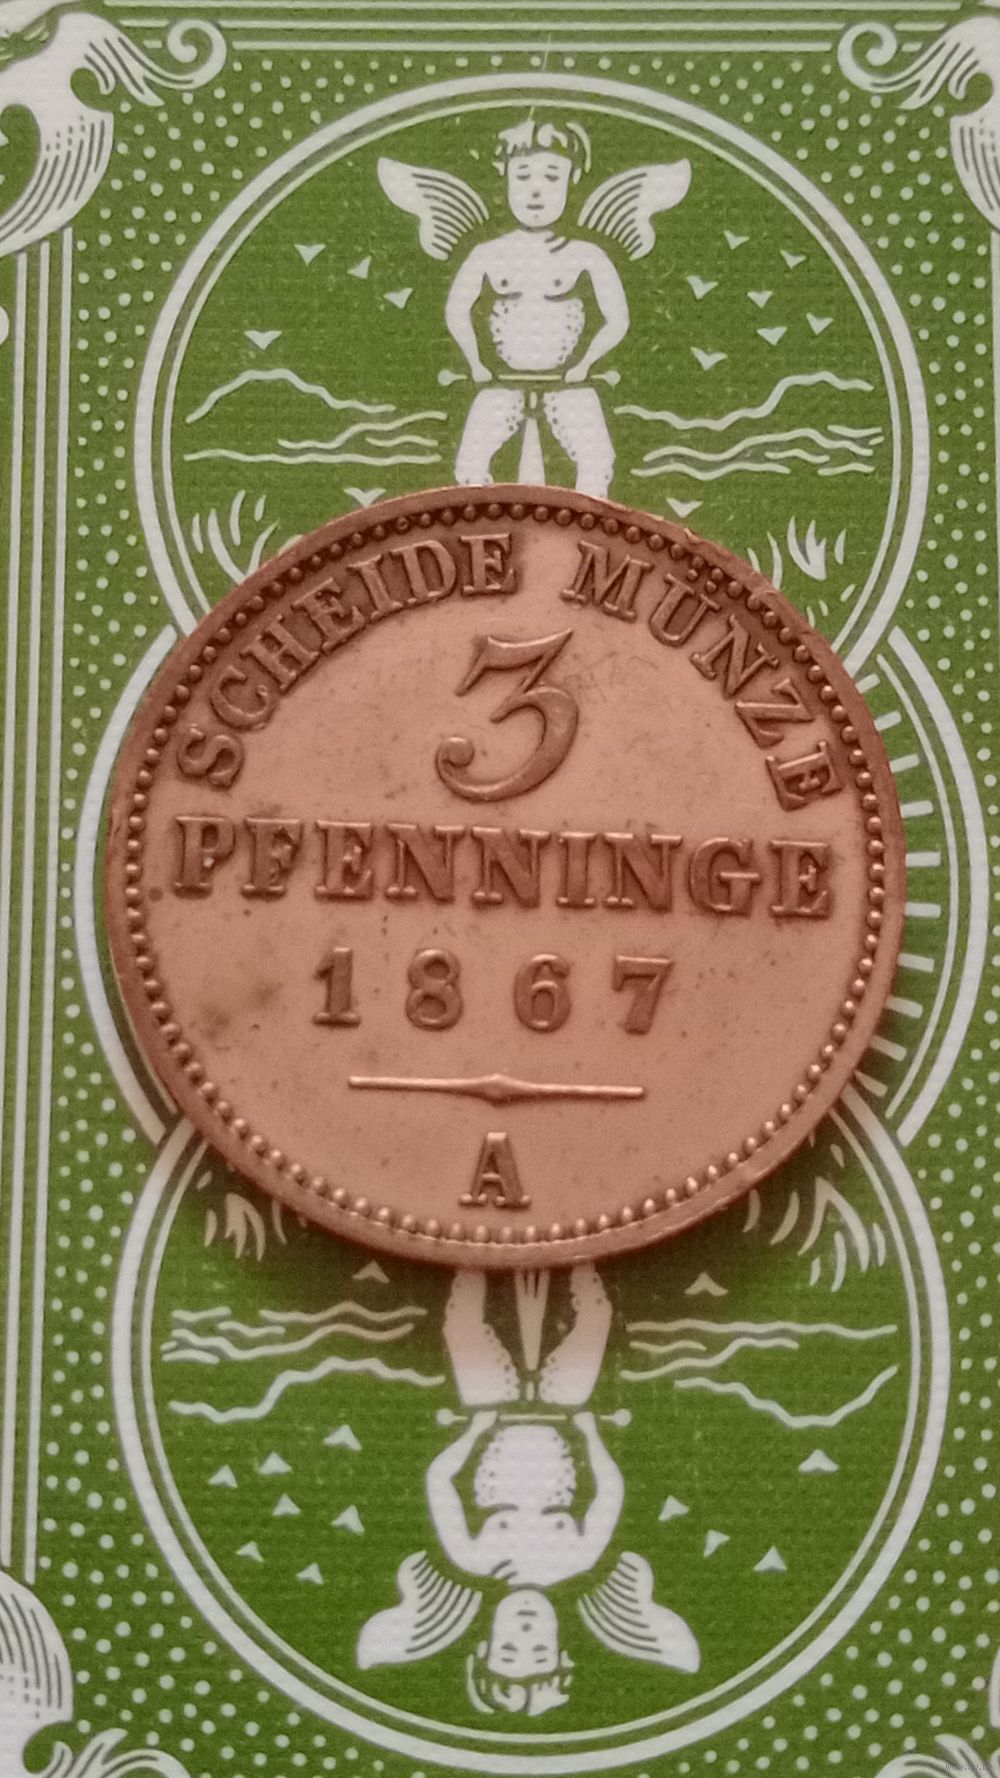 SCHEIDE MÜNZE
3
PFENNINGE
1867
A